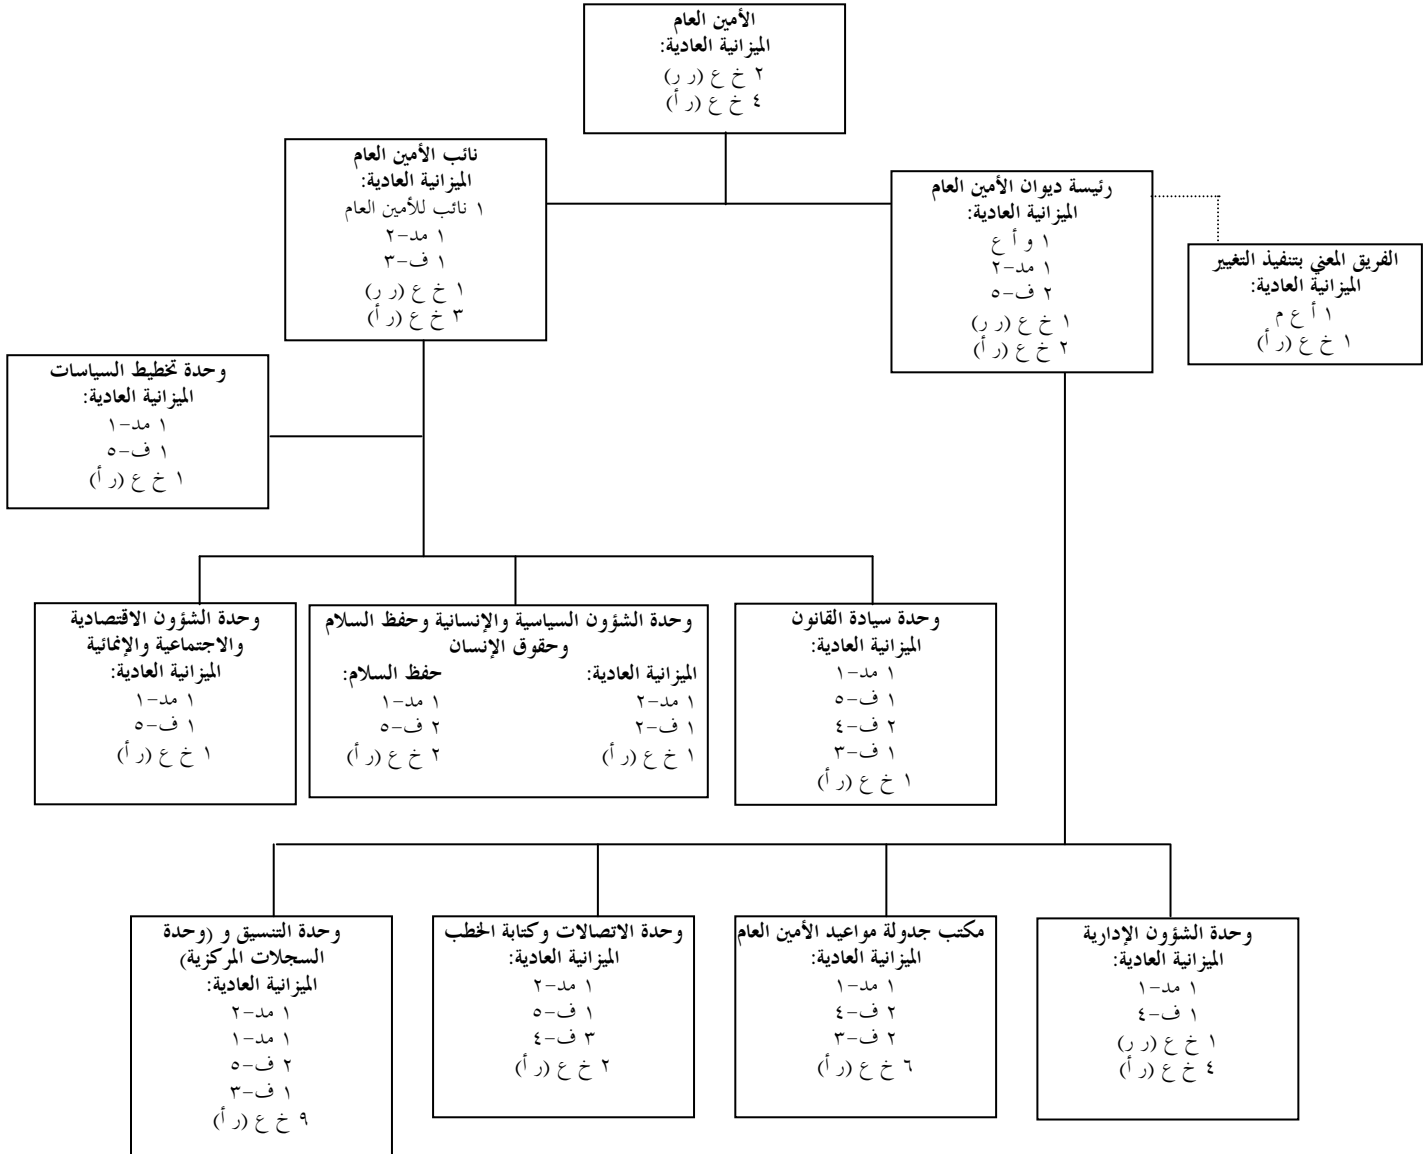 الأمين العام
الميزانية العادية:
٢ خ ع (ر ر)
٤ خ ع (ر أ)
نائب الأمين العام
الميزانية العادية:
١ نائب للأمين العام
١ مد-٢
١ ف-٣
١ خ ع (ر ر)
٣ خ ع (ر أ)
رئيسة ديوان الأمين العام
الميزانية العادية:
١ و أ ع
١ مد-٢
٢ ف-٥
١ خ ع (ر ر)
٢ خ ع (ر أ)
الفريق المعني بتنفيذ التغيير
الميزانية العادية:
١ أ ع م
١ خ ع (ر أ)
وحدة تخطيط السياسات
الميزانية العادية:
١ مد-١
١ ف-٥
١ خ ع (ر أ)
وحدة سيادة القانون
الميزانية العادية:
١ مد-١
١ ف-٥
٢ ف-٤
١ ف-٣
١ خ ع (ر أ)
وحدة الشؤون السياسية والإنسانية وحفظ السلام
وحقوق الإنسان
الميزانية العادية:
١ مد-٢
١ ف-٢
١ خ ع (ر أ)
حفظ السلام:
١ مد-١
٢ ف-٥
٢ خ ع (ر أ)
وحدة الشؤون الاقتصادية
والاجتماعية والإنمائية
الميزانية العادية:
١ مد-١
١ ف-٥
١ خ ع (ر أ)
وحدة الشؤون الإدارية
الميزانية العادية:
١ مد-١
١ ف-٤
١ خ ع (ر ر)
٤ خ ع (ر أ)
مكتب جدولة مواعيد الأمين العام
الميزانية العادية:
١ مد-١
٢ ف-٤
٢ ف-٣
٦ خ ع (ر أ)
وحدة الاتصالات وكتابة الخطب
الميزانية العادية:
١ مد-٢
١ ف-٥
٣ ف-٤
٢ خ ع (ر أ)
وحدة التنسيق و (وحدة
السجلات المركزية)
الميزانية العادية:
١ مد-٢
١ مد-١
٢ ف-٥
١ ف-٣
٩ خ ع (ر أ)